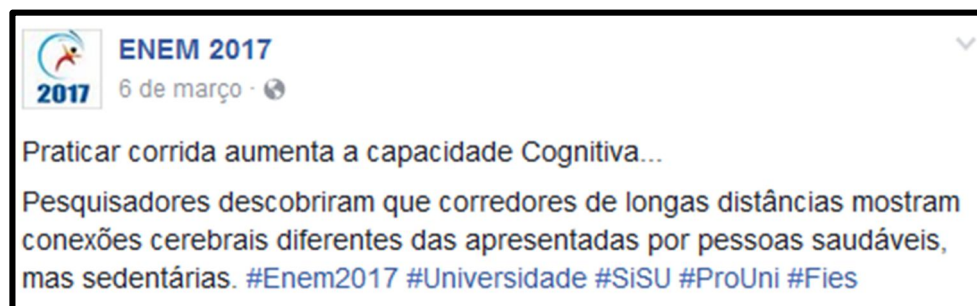 ENEM 2017
2017
6 de março ·
Praticar corrida aumenta a capacidade Cognitiva...
Pesquisadores descobriram que corredores de longas distâncias mostram
conexões cerebrais diferentes das apresentadas por pessoas saudáveis,
mas sedentárias. #Enem2017 #Universidade #SiSU #ProUni #Fies